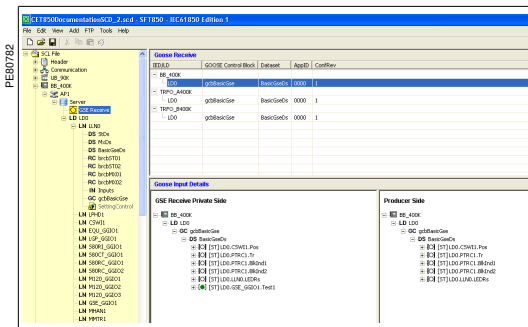 PE80782
CET850DocumentationSCD_2.scd - SFT850 - IEC61850 Edition 1
File Edit View Add FTP Tools Help
SCL File
Header
Communication
UB_90K
BB_400K
AP1
Server
GSE Receive
LD LD0
LN LLN0
DS StDs
DS MxDs
DS BasicGseDs
RC brcbST01
RC brcbST02
RC brcbMX01
RC brcbMX02
IN Inputs
GC gcbBasicGse
SettingControl
LN LPHD1
LN CSWI1
LN EQU_GGIO1
LN LGP_GGIO1
LN S80RI_GGIO1
LN S80CT_GGIO1
LN S80RC_GGIO1
LN S80RC_GGIO2
LN M120_GGIO1
LN M120_GGIO2
LN M120_GGIO3
LN GSE_GGIO1
LN MHAN1
LN MMTR1
Goose Receive
IED/LD GOOSE Control Block Dataset AppID ConfRev
BB_400K
LD0 gcbBasicGse BasicGseDs 0000 1
TRFO_A400K
LD0 gcbBasicGse BasicGseDs 0000 1
TRFO_B400K
LD0 gcbBasicGse BasicGseDs 0000 1
Goose Input Details
GSE Receive Private Side
BB_400K
LD LD0
GC gcbBasicGse
DS BasicGseDs
[ST]LD0.CSWI1.Pos
[ST]LD0.PTRC1.Tr
[ST]LD0.PTRC1.BlkInd1
[ST]LD0.PTRC1.BlkInd2
[ST]LD0.LLN0.LEDRs
[ST]LD0.GSE_GGIO1.Test1
Producer Side
BB_400K
LD LD0
GC gcbBasicGse
DS BasicGseDs
[ST]LD0.CSWI1.Pos
[ST]LD0.PTRC1.Tr
[ST]LD0.PTRC1.BlkInd1
[ST]LD0.PTRC1.BlkInd2
[ST]LD0.LLN0.LEDRs